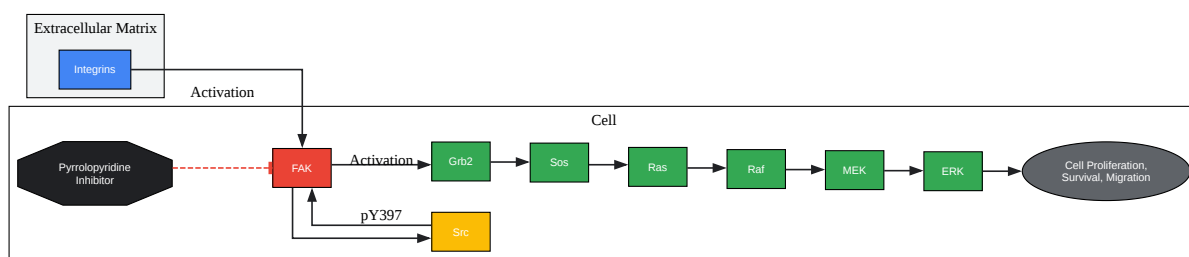 Extracellular Matrix
Integrins
Activation
Cell
Pyrrolopyridine
Inhibitor
FAK
Activation
Grb2
Sos
Ras
Raf
MEK
ERK
Cell Proliferation,
Survival, Migration
pY397
Src